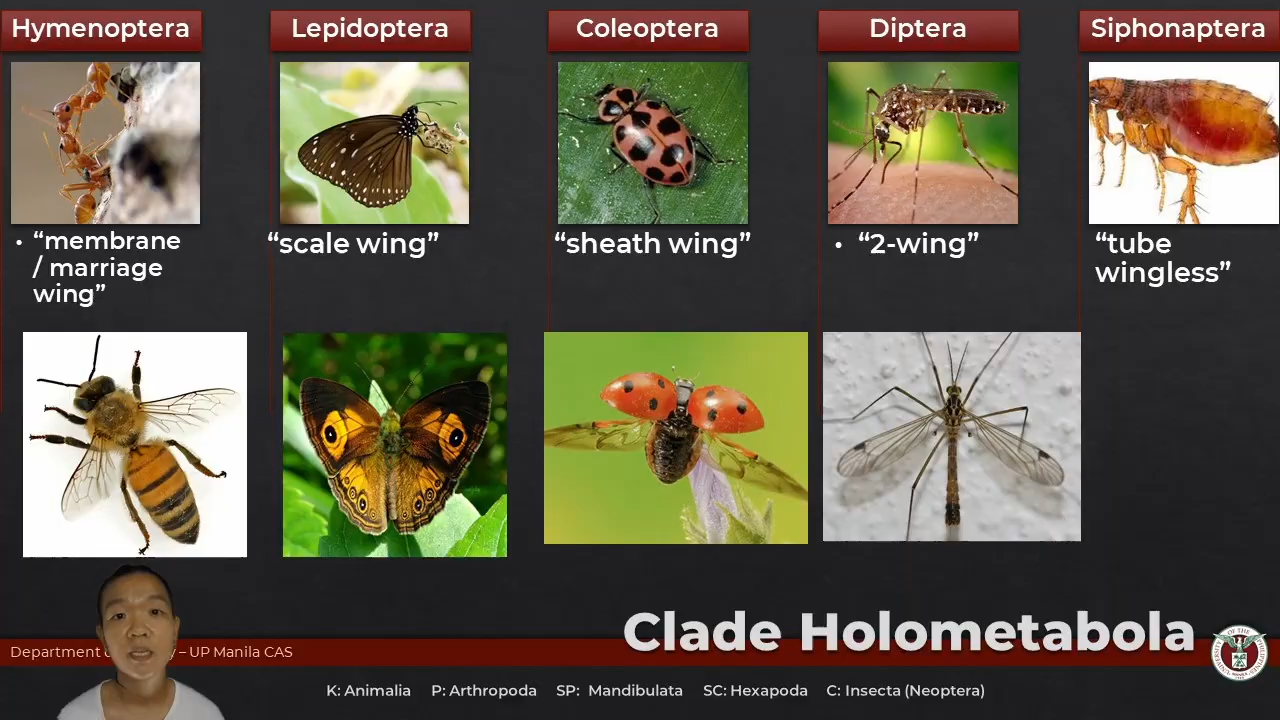 Hymenoptera
Lepidoptera
Coleoptera
Diptera
Siphonaptera
• “membrane
/ marriage
wing”
“scale wing”
“sheath wing”
• “2-wing”
“tube
wingless”
Clade Holometabola
Department – UP Manila CAS
K: Animalia P: Arthropoda SP: Mandibulata SC: Hexapoda C: Insecta (Neoptera)